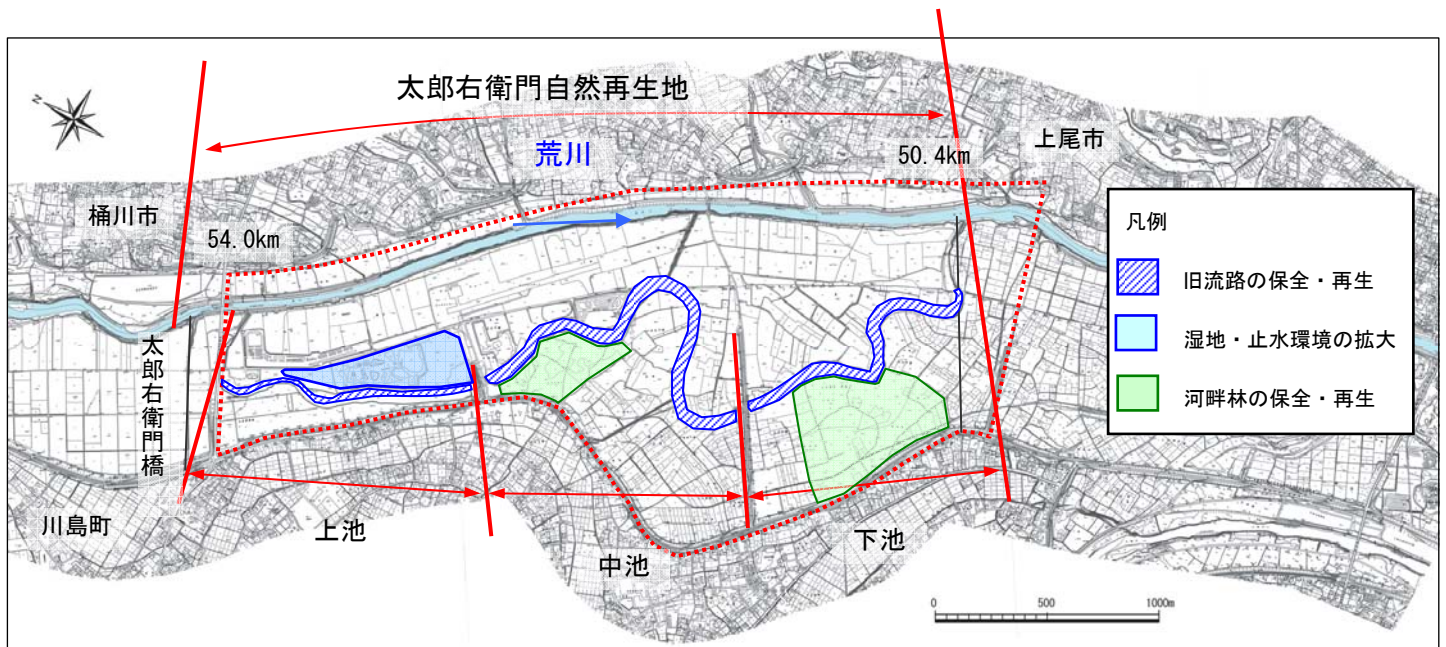 太郎右衛門自然再生地
N
荒川
50.4km
上尾市
桶川市
54.0km
凡例
旧流路の保全・再生
湿地・止水環境の拡大
河畔林の保全・再生
太郎右衛門橋
川島町
上池
中池
下池
0 500 1000m